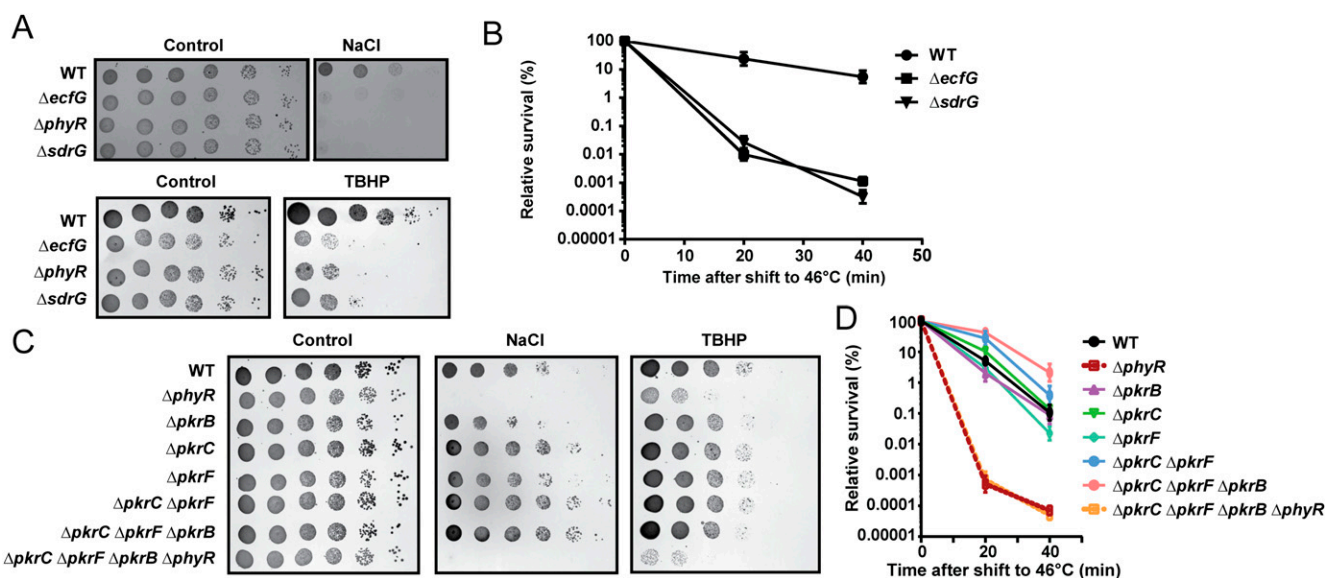 A
Control NaCl
WT
ΔecfG
ΔphyR
ΔsdrG
Control TBHP
WT
ΔecfG
ΔphyR
ΔsdrG
B
Relative survival (%)
100
10
1
0.1
0.01
0.001
0.0001
0.00001
0 10 20 30 40 50
Time after shift to 46°C (min)
WT
ΔecfG
ΔsdrG
C
Control NaCl TBHP
WT
ΔphyR
ΔpkrB
ΔpkrC
ΔpkrF
ΔpkrC ΔpkrF
ΔpkrC ΔpkrF ΔpkrB
ΔpkrC ΔpkrF ΔpkrB ΔphyR
D
Relative survival (%)
100
10
1
0.1
0.01
0.001
0.0001
0.00001
0 20 40
Time after shift to 46°C (min)
WT
ΔphyR
ΔpkrB
ΔpkrC
ΔpkrF
ΔpkrC ΔpkrF
ΔpkrC ΔpkrF ΔpkrB
ΔpkrC ΔpkrF ΔpkrB ΔphyR